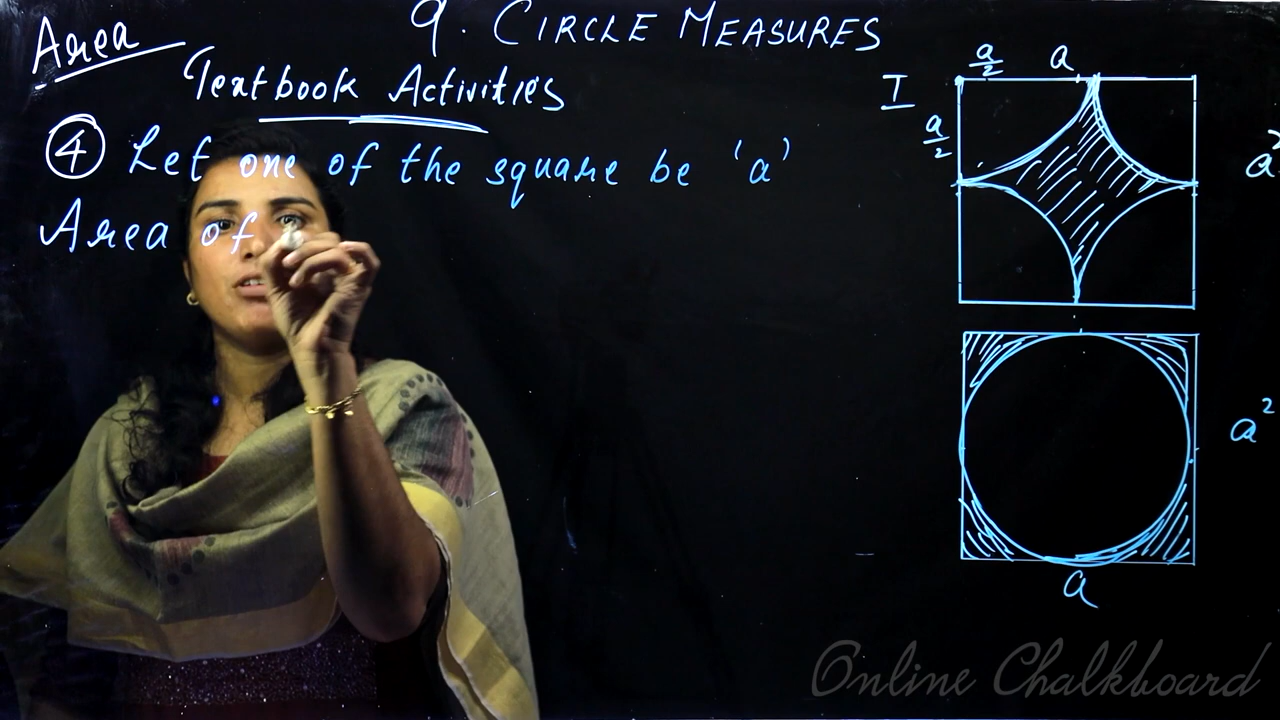 9. CIRCLE MEASURES
Area
Textbook Activities
④ Let one of the square be 'a'
Area of
I
a/2
a
a/2
a²
a²
a
Online Chalkboard